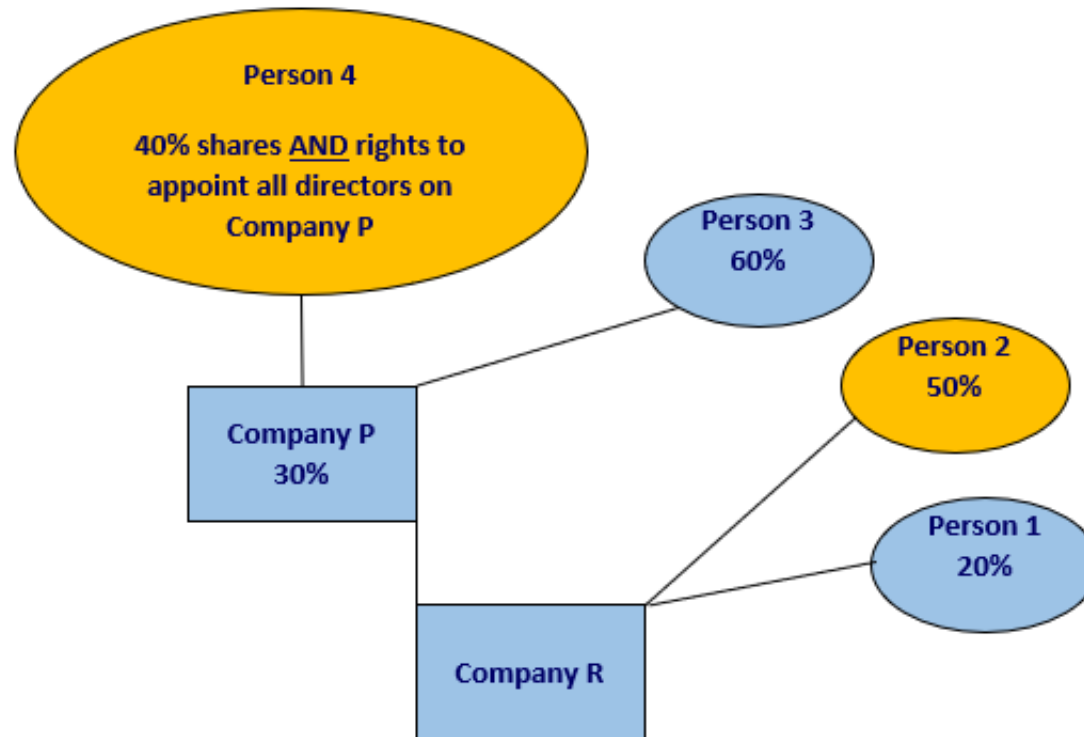 Person 4
40% shares AND rights to
appoint all directors on
Company P
Person 3
60%
Person 2
50%
Company P
30%
Person 1
20%
Company R